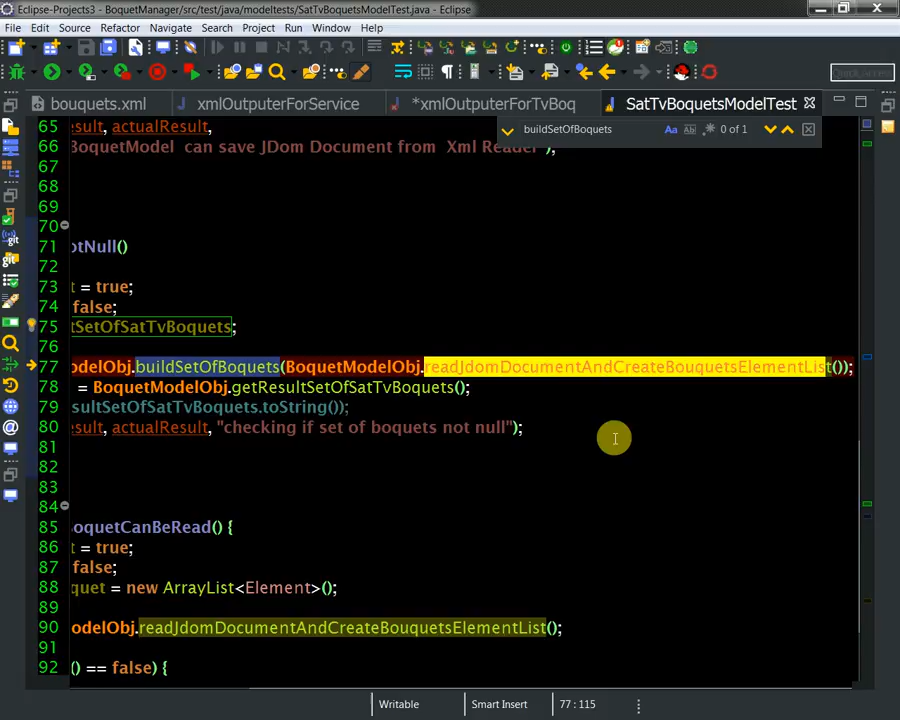 Eclipse-Projects3 - BoquetManager/src/test/java/modeltests/SatTvBoquetsModelTest.java - Eclipse
File Edit Source Refactor Navigate Search Project Run Window Help
Quick Access
bouquets.xml xmlOutputerForService *xmlOutputerForTvBoq SatTvBoquetsModelTest
buildSetOfBoquets Aa Ab 0 of 1
65 esult, actualResult,
66 BoquetModel can save JDom Document from Xml Reader");
67
68
69
70
71 otNull()
72
73 t = true;
74 false;
75 tSetOfSatTvBoquets;
76
77 odelObj.buildSetOfBoquets(BoquetModelObj.readJdomDocumentAndCreateBouquetsElementList());
78 = BoquetModelObj.getResultSetOfSatTvBoquets();
79 sultSetOfSatTvBoquets.toString());
80 esult, actualResult, "checking if set of boquets not null");
81
82
83
84
85 oquetCanBeRead() {
86 t = true;
87 false;
88 quet = new ArrayList<Element>();
89
90 odelObj.readJdomDocumentAndCreateBouquetsElementList();
91
92 () == false) {
Writable Smart Insert 77 : 115